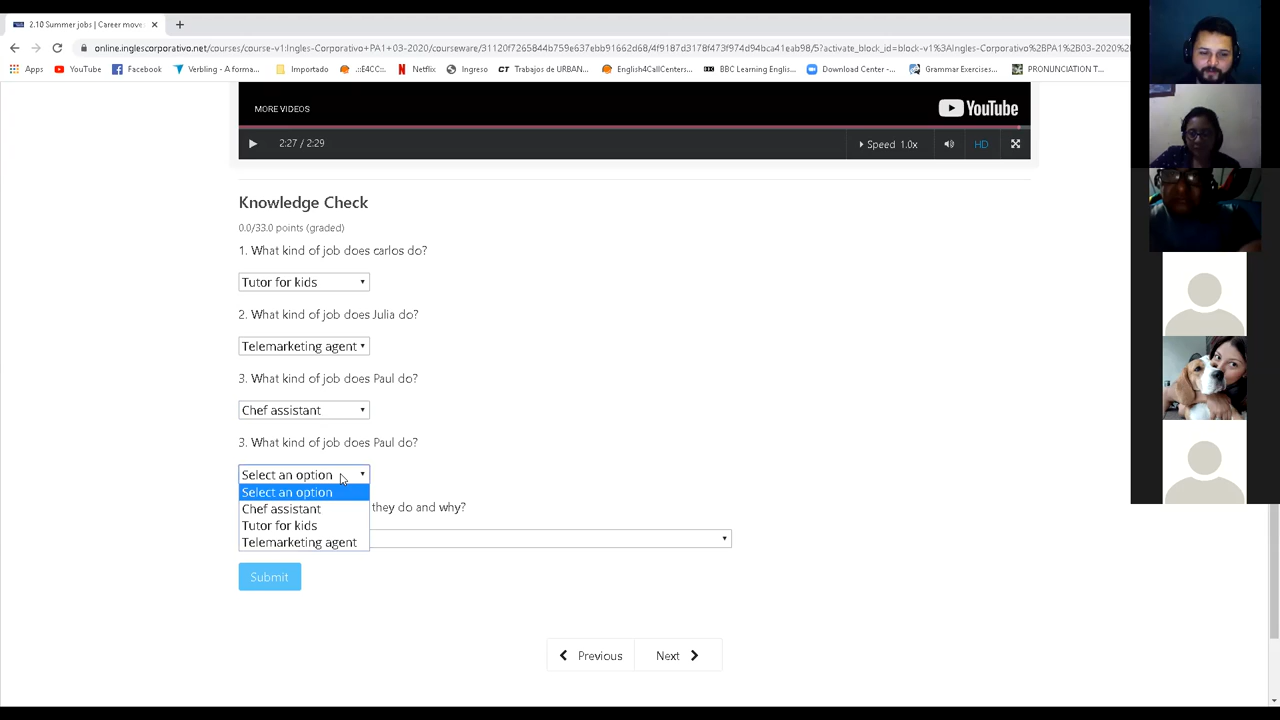 2.10 Summer jobs | Career move
online.inglescorporativo.net/courses/course-v1:Ingles-Corporativo+PA1+03-2020/courseware/31120f7265844b759e637ebb91662d68/4f9187d3178f473f974d94bca41eab98/5?activate_block_id=block-v1%3AIngles-Corporativo%2BPA1%2B03-2020%
Apps YouTube Facebook Verbling - A forma... Importado .::E4CC::. Netflix Ingreso Trabajos de URBAN... English4CallCenters... BBC Learning Englis... Download Center -... Grammar Exercises... PRONUNCIATION T...
MORE VIDEOS YouTube
2:27 / 2:29 Speed 1.0x HD
Knowledge Check
0.0/33.0 points (graded)
1. What kind of job does carlos do?
Tutor for kids
2. What kind of job does Julia do?
Telemarketing agent
3. What kind of job does Paul do?
Chef assistant
3. What kind of job does Paul do?
Select an option
Select an option
Chef assistant
they do and why?
Tutor for kids
Telemarketing agent
Submit
Previous Next